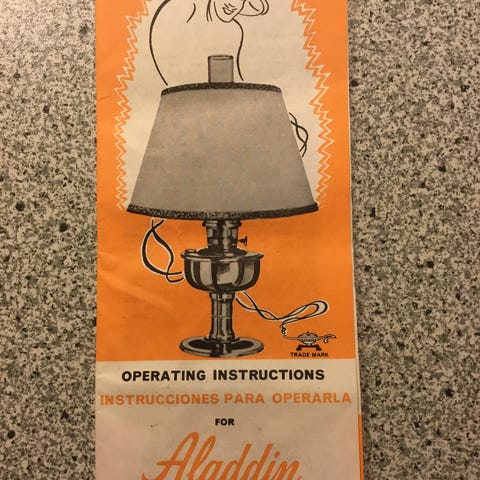 TRADE MARK
OPERATING INSTRUCTIONS
INSTRUCCIONES PARA OPERARLA
FOR
Aladdin